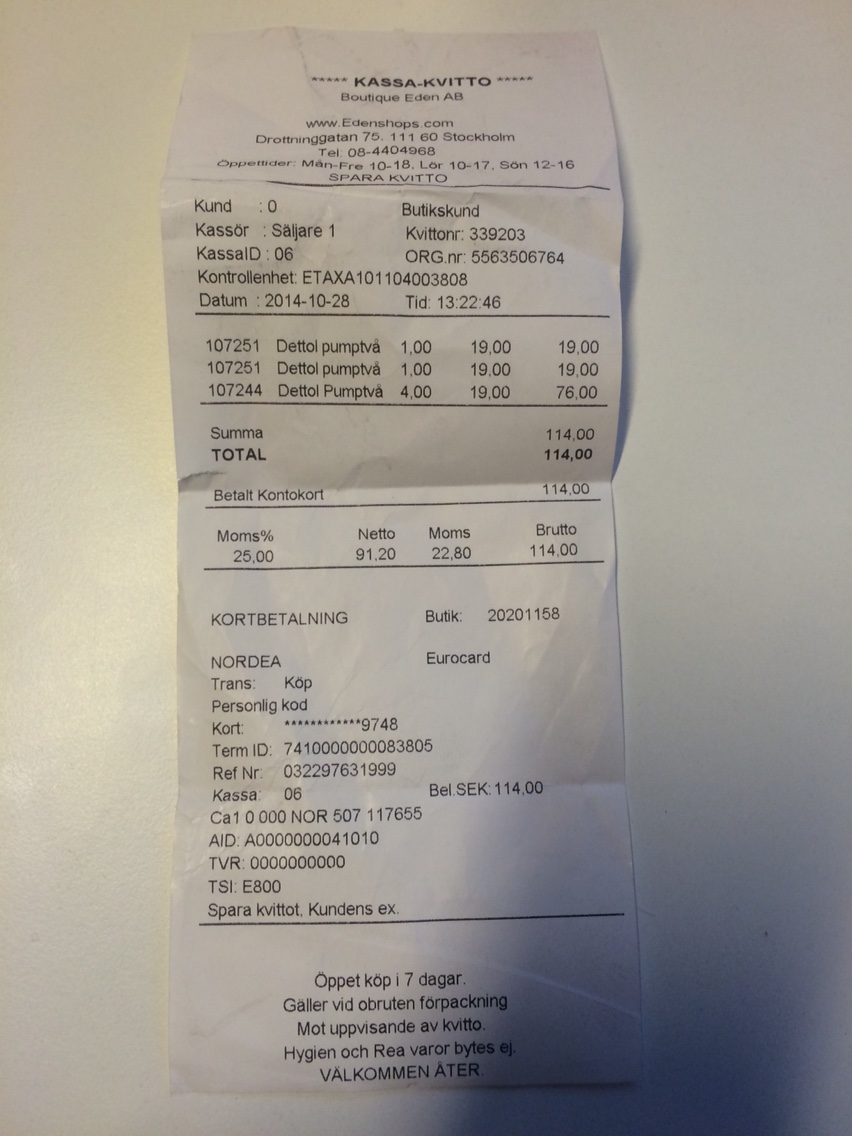 ***** KASSA-KVITTO *****
Boutique Eden AB
www.Edenshops.com
Drottninggatan 75. 111 60 Stockholm
Tel: 08-4404968
Öppettider: Mån-Fre 10-18, Lör 10-17, Sön 12-16
SPARA KVITTO
Kund : 0 Butikskund
Kassör : Säljare 1 Kvittonr: 339203
KassaID : 06 ORG.nr: 5563506764
Kontrollenhet: ETAXA101104003808
Datum : 2014-10-28 Tid: 13:22:46
107251 Dettol pumptvå 1,00 19,00 19,00
107251 Dettol pumptvå 1,00 19,00 19,00
107244 Dettol Pumptvå 4,00 19,00 76,00
Summa 114,00
TOTAL 114,00
Betalt Kontokort 114,00
Moms% Netto Moms Brutto
25,00 91,20 22,80 114,00
KORTBETALNING Butik: 20201158
NORDEA Eurocard
Trans: Köp
Personlig kod
Kort: ************9748
Term ID: 7410000000083805
Ref Nr: 032297631999
Kassa: 06 Bel.SEK: 114,00
Ca1 0 000 NOR 507 117655
AID: A0000000041010
TVR: 0000000000
TSI: E800
Spara kvittot, Kundens ex.
Öppet köp i 7 dagar.
Gäller vid obruten förpackning
Mot uppvisande av kvitto.
Hygien och Rea varor bytes ej.
VÄLKOMMEN ÅTER.